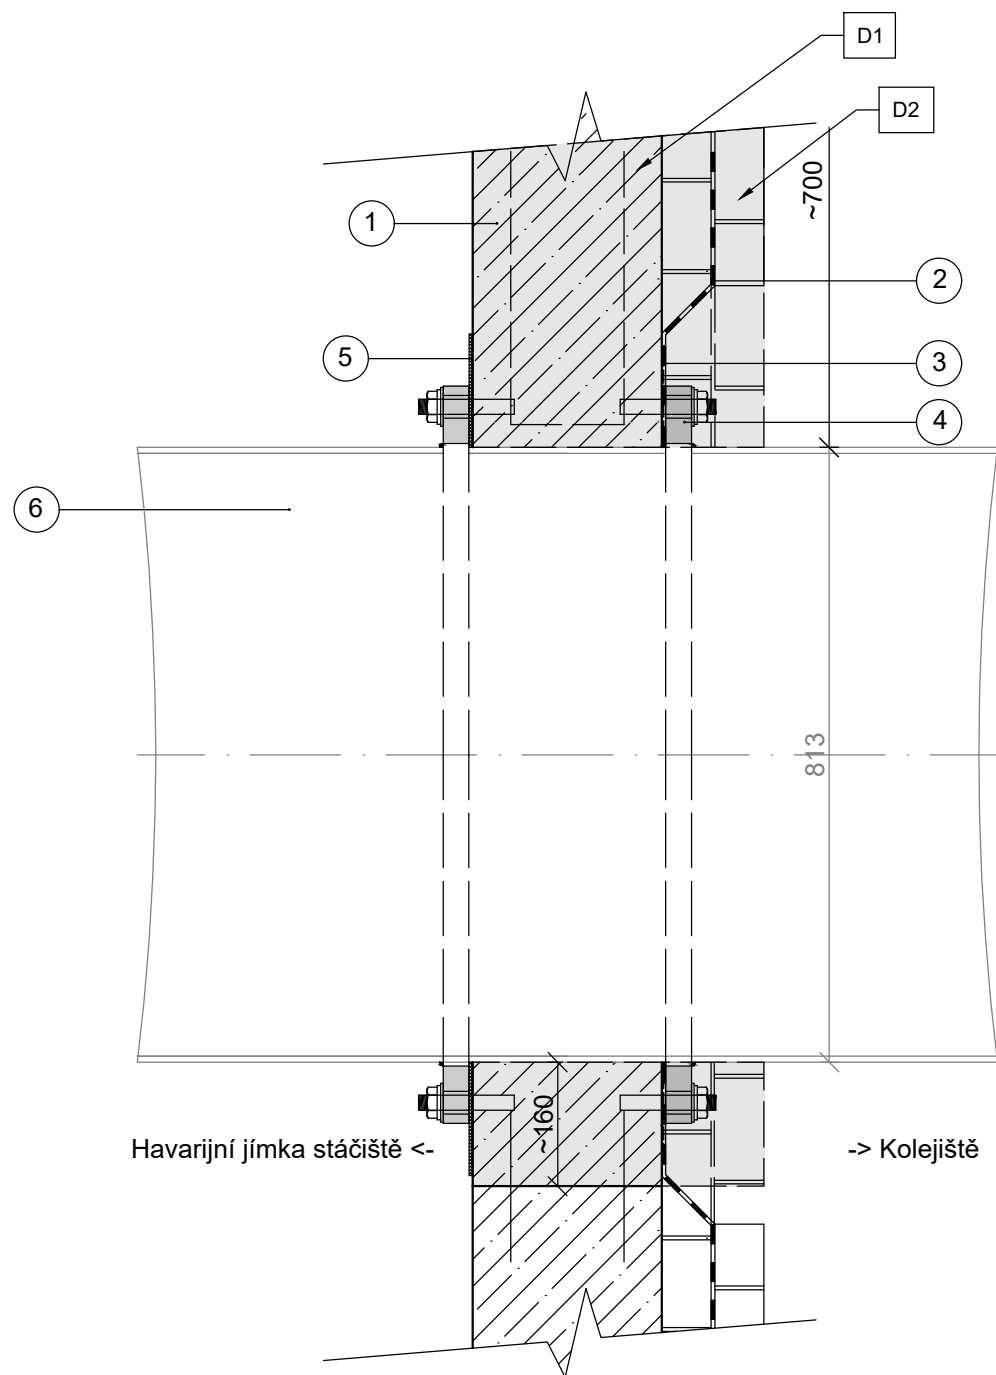 D1
D2
~700
1
2
5
3
4
6
813
~160
Havarijní jímka stáčiště <-
-> Kolejiště